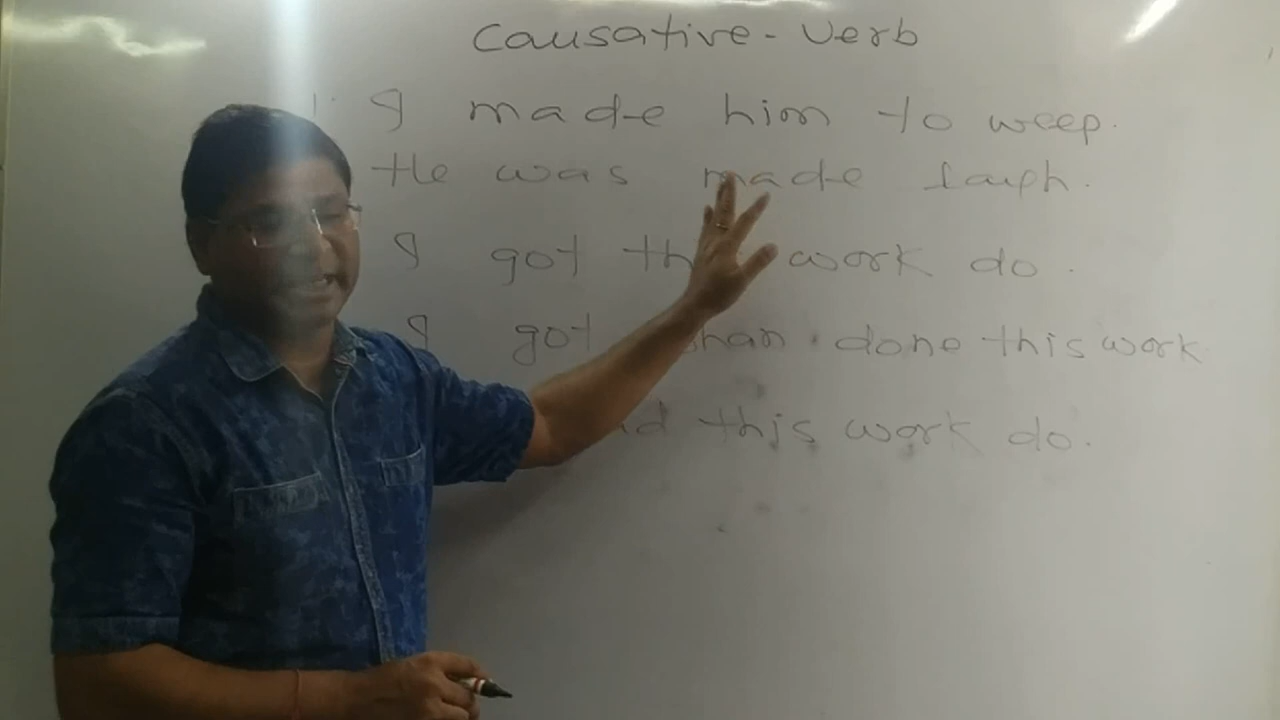 Causative - Verb
1. I made him to weep.
He was made laugh.
I got work do.
I got done this work
this work do.